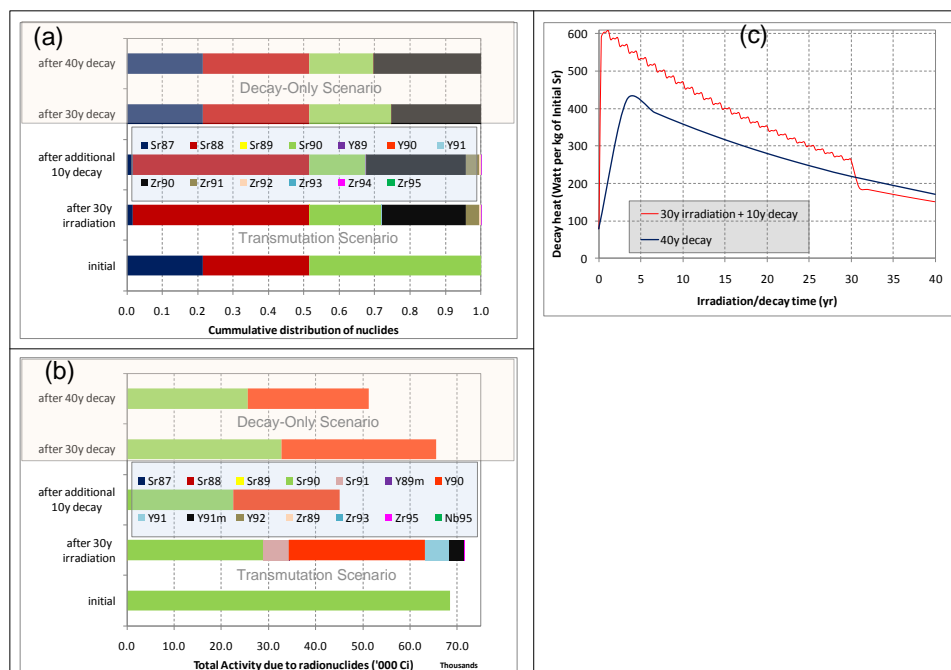 (a)
after 40y decay
Decay-Only Scenario
after 30y decay
Sr87 Sr88 Sr89 Sr90 Y89 Y90 Y91
after additional
10y decay
Zr90 Zr91 Zr92 Zr93 Zr94 Zr95
after 30y
irradiation
Transmutation Scenario
initial
0.0 0.1 0.2 0.3 0.4 0.5 0.6 0.7 0.8 0.9 1.0
Cummulative distribution of nuclides
(b)
after 40y decay
Decay-Only Scenario
after 30y decay
Sr87 Sr88 Sr89 Sr90 Sr91 Y89m Y90
after additional
10y decay
Y91 Y91m Y92 Zr89 Zr93 Zr95 Nb95
after 30y
irradiation
Transmutation Scenario
initial
0.0 10.0 20.0 30.0 40.0 50.0 60.0 70.0
Total Activity due to radionuclides ('000 Ci) Thousands
(c)
Decay heat (Watt per kg of Initial Sr)
600
500
400
300
200
100
0
30y irradiation + 10y decay
40y decay
0 5 10 15 20 25 30 35 40
Irradiation/decay time (yr)